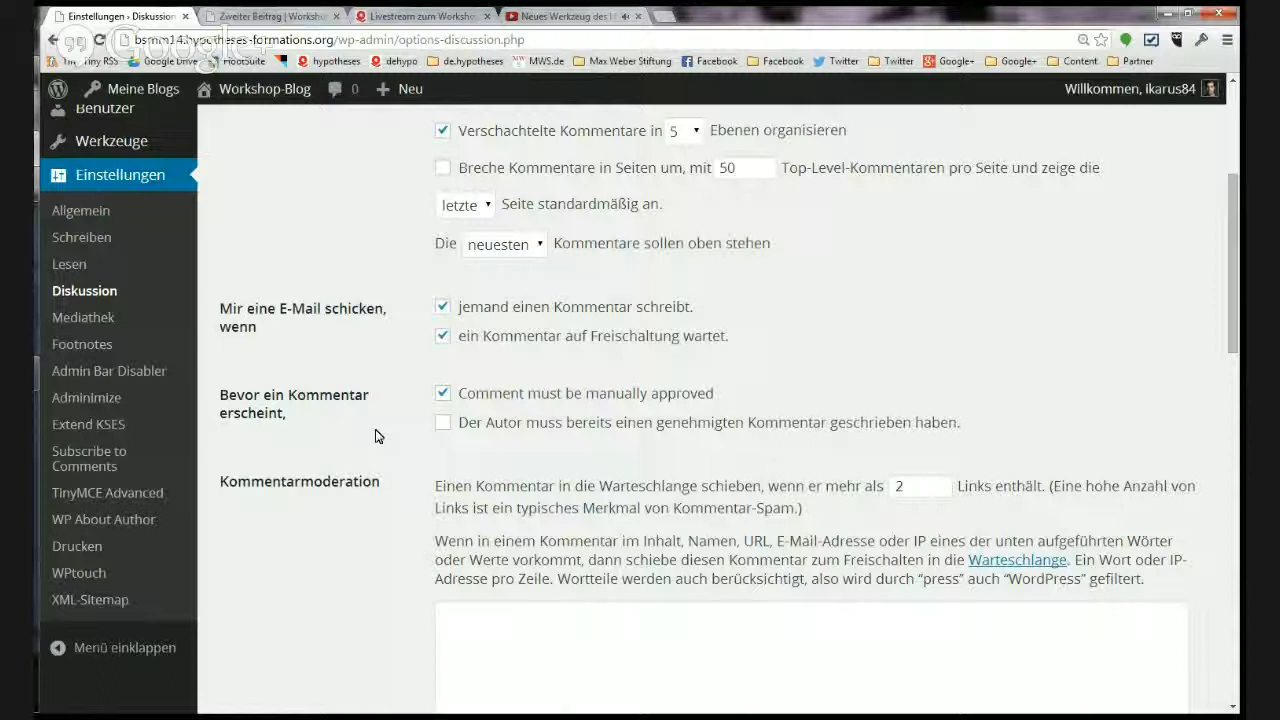 Einstellungen › Diskussion
Zweiter Beitrag | Worksho
Livestream zum Worksho
Neues Werkzeug des
Google+
bsmm14.hypotheses-formations.org/wp-admin/options-discussion.php
Tiny RSS
Google Drive
HootSuite
hypotheses
dehypo
de.hypotheses
MWS.de
Max Weber Stiftung
Facebook
Facebook
Twitter
Twitter
Google+
Google+
Content
Partner
Meine Blogs
Workshop-Blog
0
Neu
Willkommen, ikarus84
Benutzer
Werkzeuge
Einstellungen
Allgemein
Schreiben
Lesen
Diskussion
Mediathek
Footnotes
Admin Bar Disabler
Adminimize
Extend KSES
Subscribe to
Comments
TinyMCE Advanced
WP About Author
Drucken
WPtouch
XML-Sitemap
Menü einklappen
Verschachtelte Kommentare in 5 Ebenen organisieren
Breche Kommentare in Seiten um, mit 50 Top-Level-Kommentaren pro Seite und zeige die
letzte Seite standardmäßig an.
Die neuesten Kommentare sollen oben stehen
Mir eine E-Mail schicken,
wenn
jemand einen Kommentar schreibt.
ein Kommentar auf Freischaltung wartet.
Bevor ein Kommentar
erscheint,
Comment must be manually approved
Der Autor muss bereits einen genehmigten Kommentar geschrieben haben.
Kommentarmoderation
Einen Kommentar in die Warteschlange schieben, wenn er mehr als 2 Links enthält. (Eine hohe Anzahl von
Links ist ein typisches Merkmal von Kommentar-Spam.)
Wenn in einem Kommentar im Inhalt, Namen, URL, E-Mail-Adresse oder IP eines der unten aufgeführten Wörter
oder Werte vorkommt, dann schiebe diesen Kommentar zum Freischalten in die Warteschlange. Ein Wort oder IP-
Adresse pro Zeile. Wortteile werden auch berücksichtigt, also wird durch “press” auch “WordPress” gefiltert.